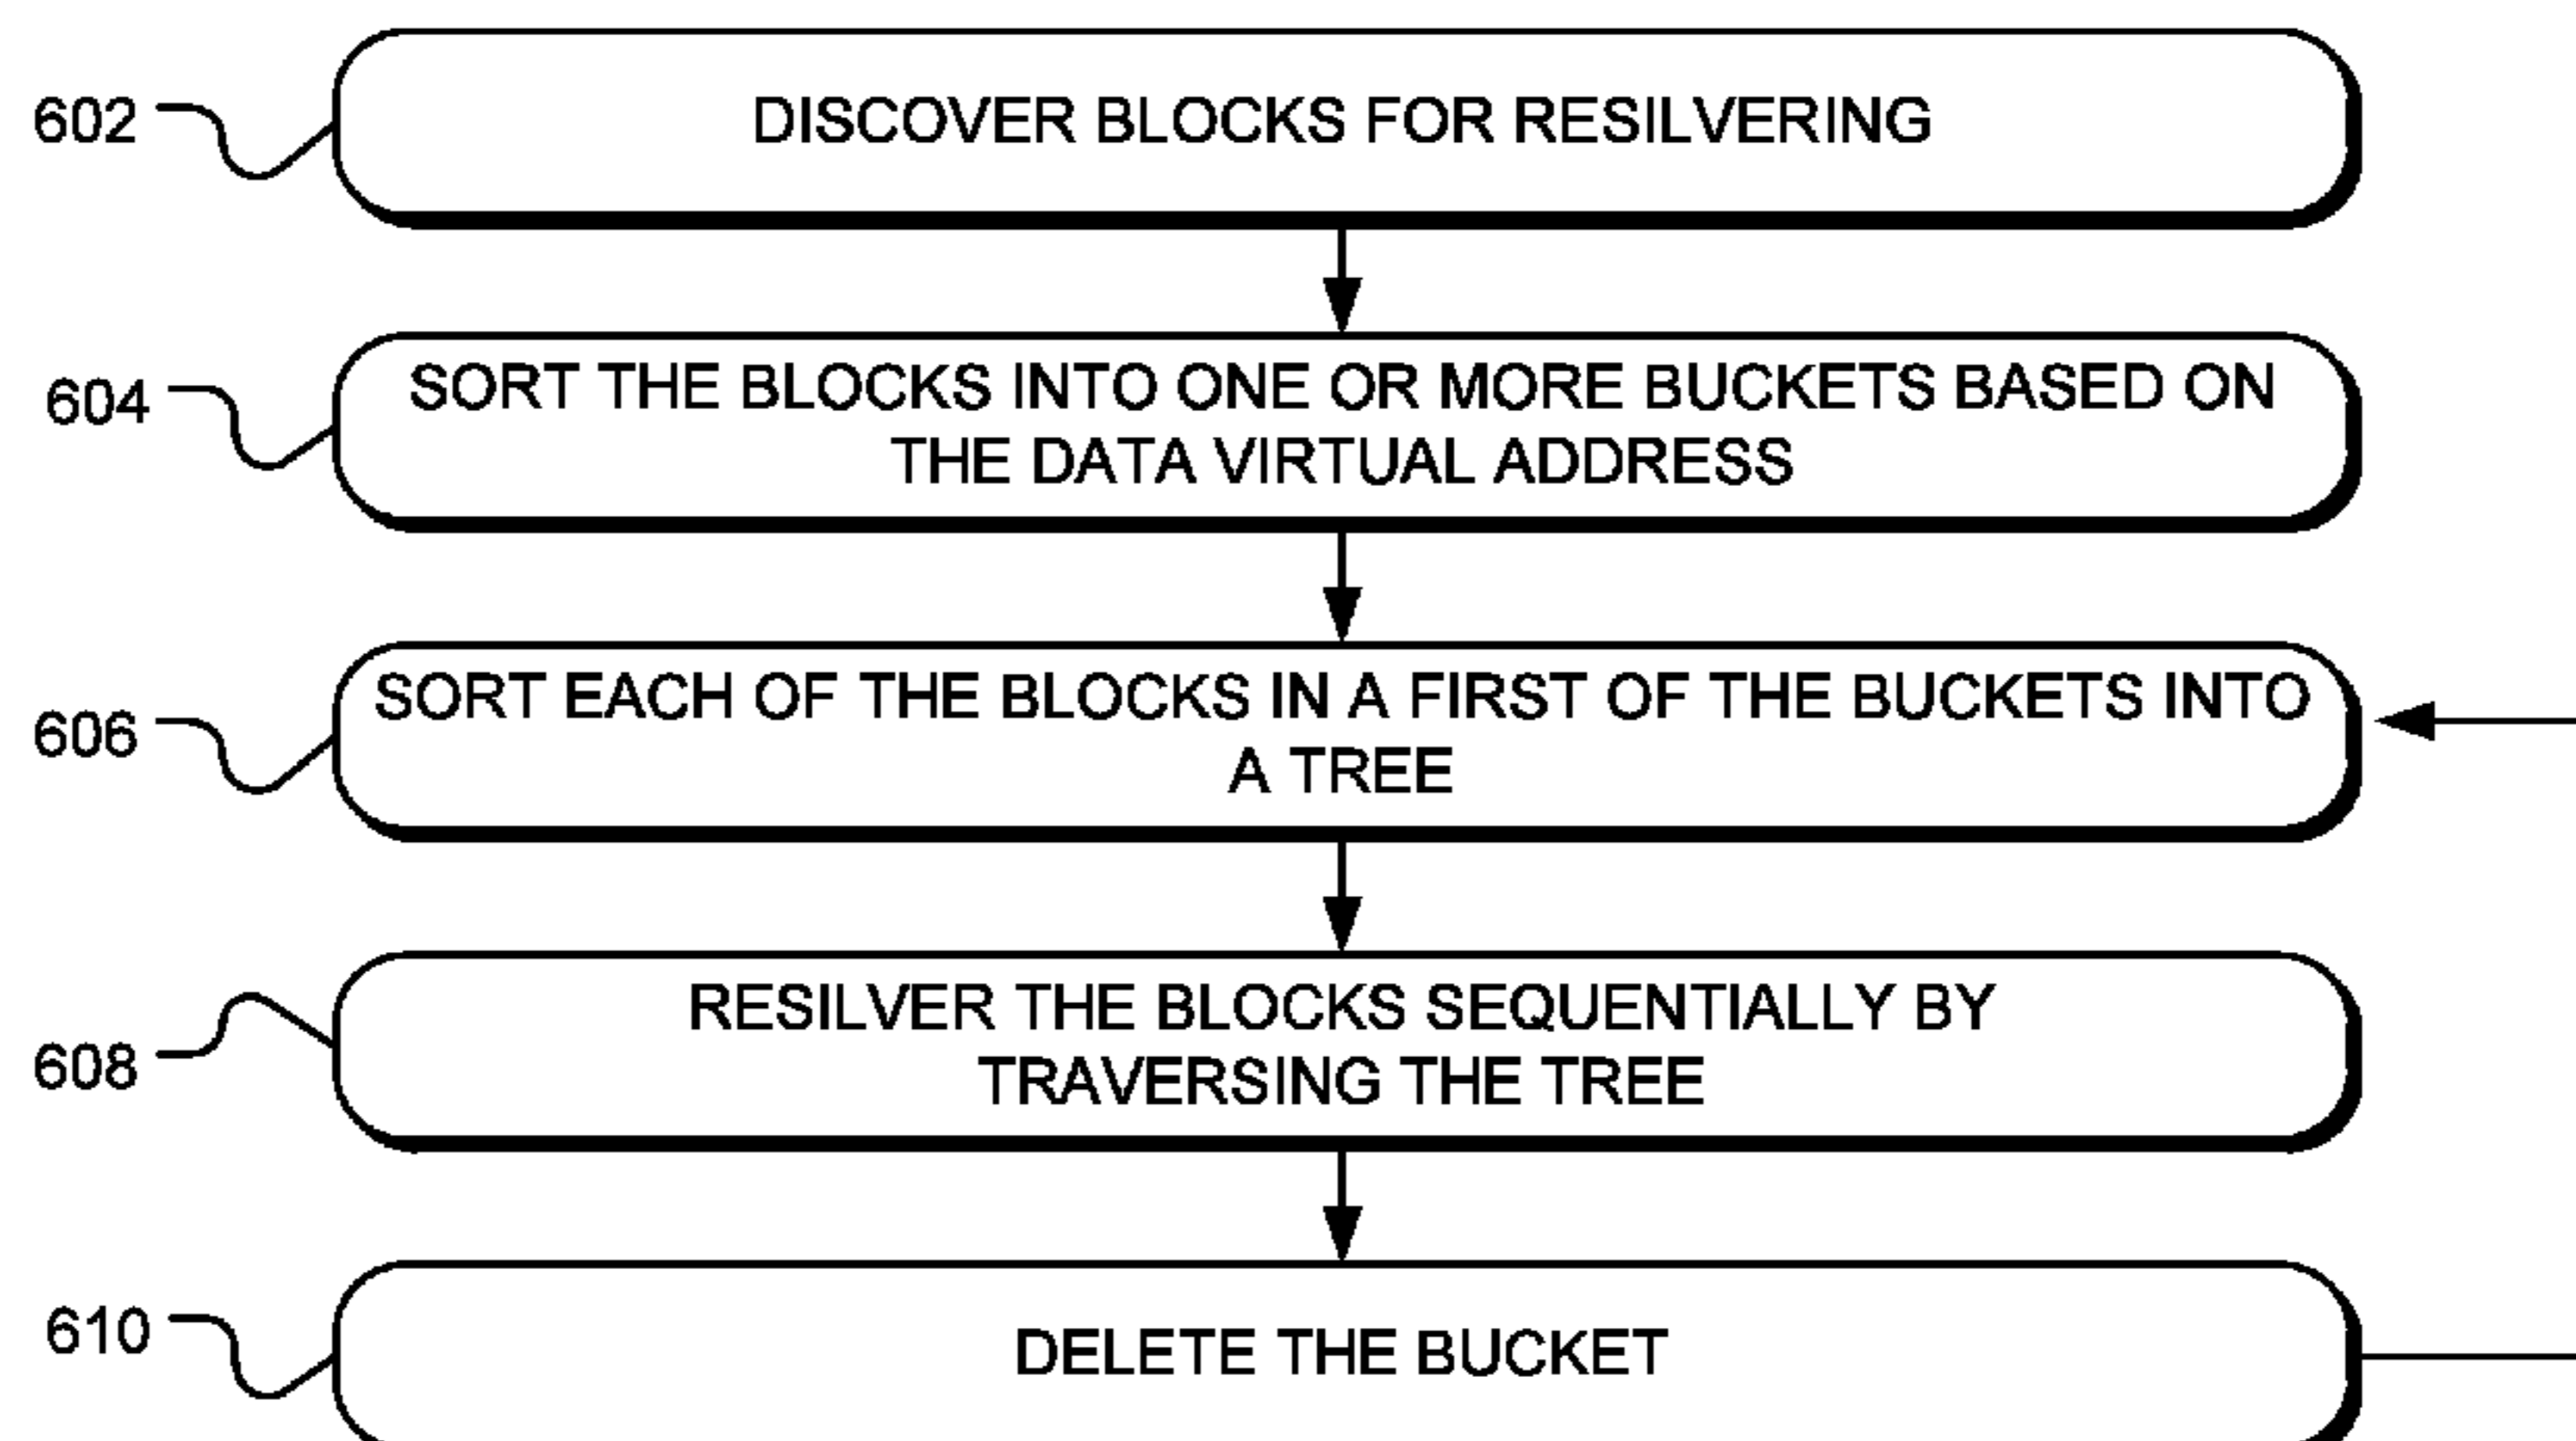 602
DISCOVER BLOCKS FOR RESILVERING
604
SORT THE BLOCKS INTO ONE OR MORE BUCKETS BASED ON
THE DATA VIRTUAL ADDRESS
606
SORT EACH OF THE BLOCKS IN A FIRST OF THE BUCKETS INTO
A TREE
608
RESILVER THE BLOCKS SEQUENTIALLY BY
TRAVERSING THE TREE
610
DELETE THE BUCKET